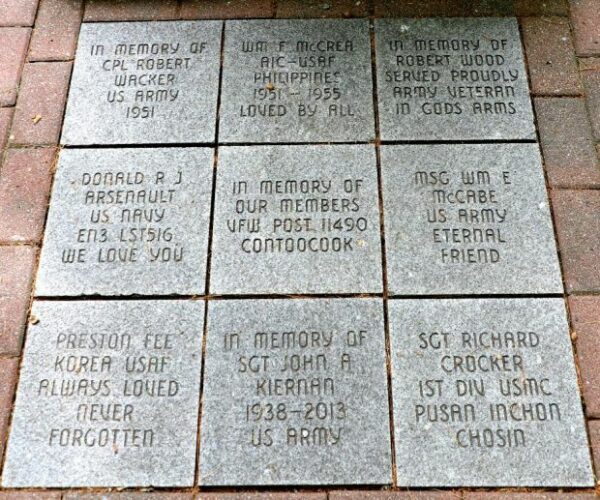 IN MEMORY OF
CPL ROBERT
WACKER
US ARMY
1951
WM F McCREA
A1C-USAF
PHILIPPINES
1951 - 1955
LOVED BY ALL
IN MEMORY OF
ROBERT WOOD
SERVED PROUDLY
ARMY VETERAN
IN GODS ARMS
DONALD R J
ARSENAULT
US NAVY
EN3 LST516
WE LOVE YOU
IN MEMORY OF
OUR MEMBERS
VFW POST 11490
CONTOOCOOK
MSG WM E
McCABE
US ARMY
ETERNAL
FRIEND
PRESTON FEE
KOREA USAF
ALWAYS LOVED
NEVER
FORGOTTEN
IN MEMORY OF
SGT JOHN A
KIERNAN
1938-2013
US ARMY
SGT RICHARD
CROCKER
1ST DIV USMC
PUSAN INCHON
CHOSIN